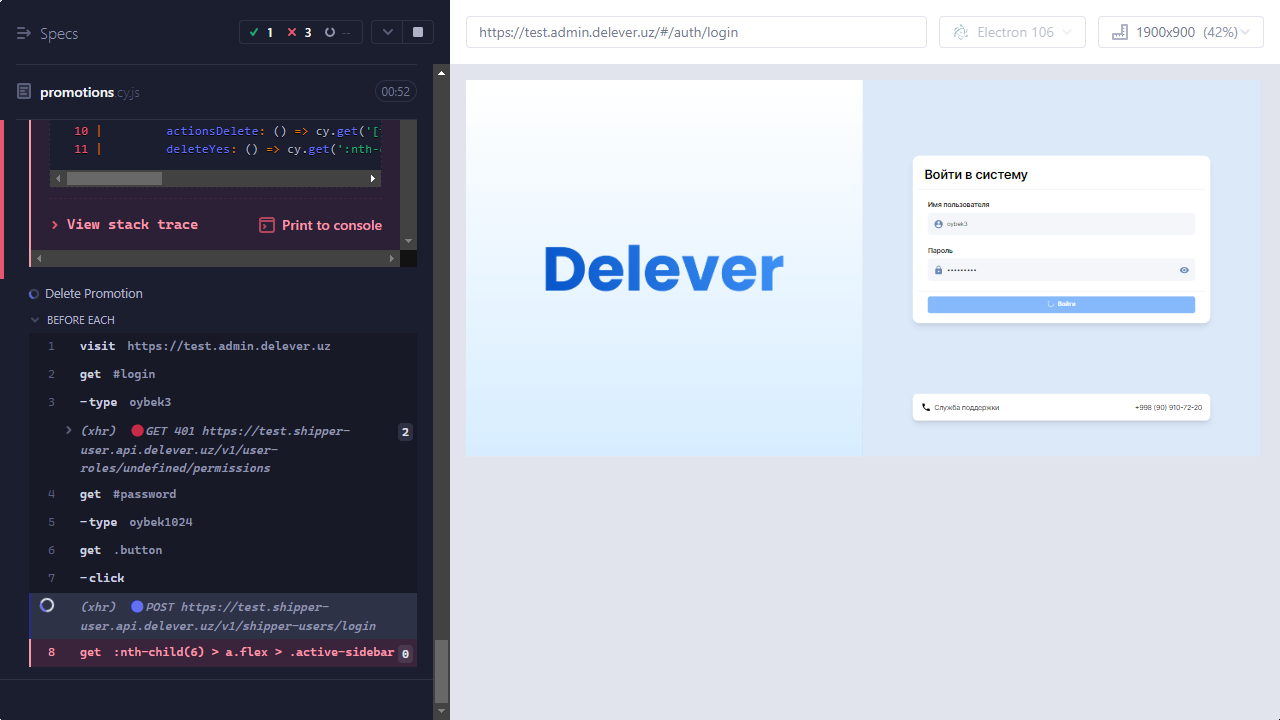 Specs
1
3
--
https://test.admin.delever.uz/#/auth/login
Electron 106
1900x900 (42%)
promotions.cy.js
00:52
10 | actionsDelete: () => cy.get('[
11 | deleteYes: () => cy.get(':nth-
View stack trace
Print to console
Delete Promotion
BEFORE EACH
1 visit https://test.admin.delever.uz
2 get #login
3 -type oybek3
(xhr) GET 401 https://test.shipper-
user.api.delever.uz/v1/user-
roles/undefined/permissions
2
4 get #password
5 -type oybek1024
6 get .button
7 -click
(xhr) POST https://test.shipper-
user.api.delever.uz/v1/shipper-users/login
8 get :nth-child(6) > a.flex > .active-sidebar 0
Delever
Войти в систему
Имя пользователя
oybek3
Пароль
•••••••••
Войти
Служба поддержки
+998 (90) 910-72-20